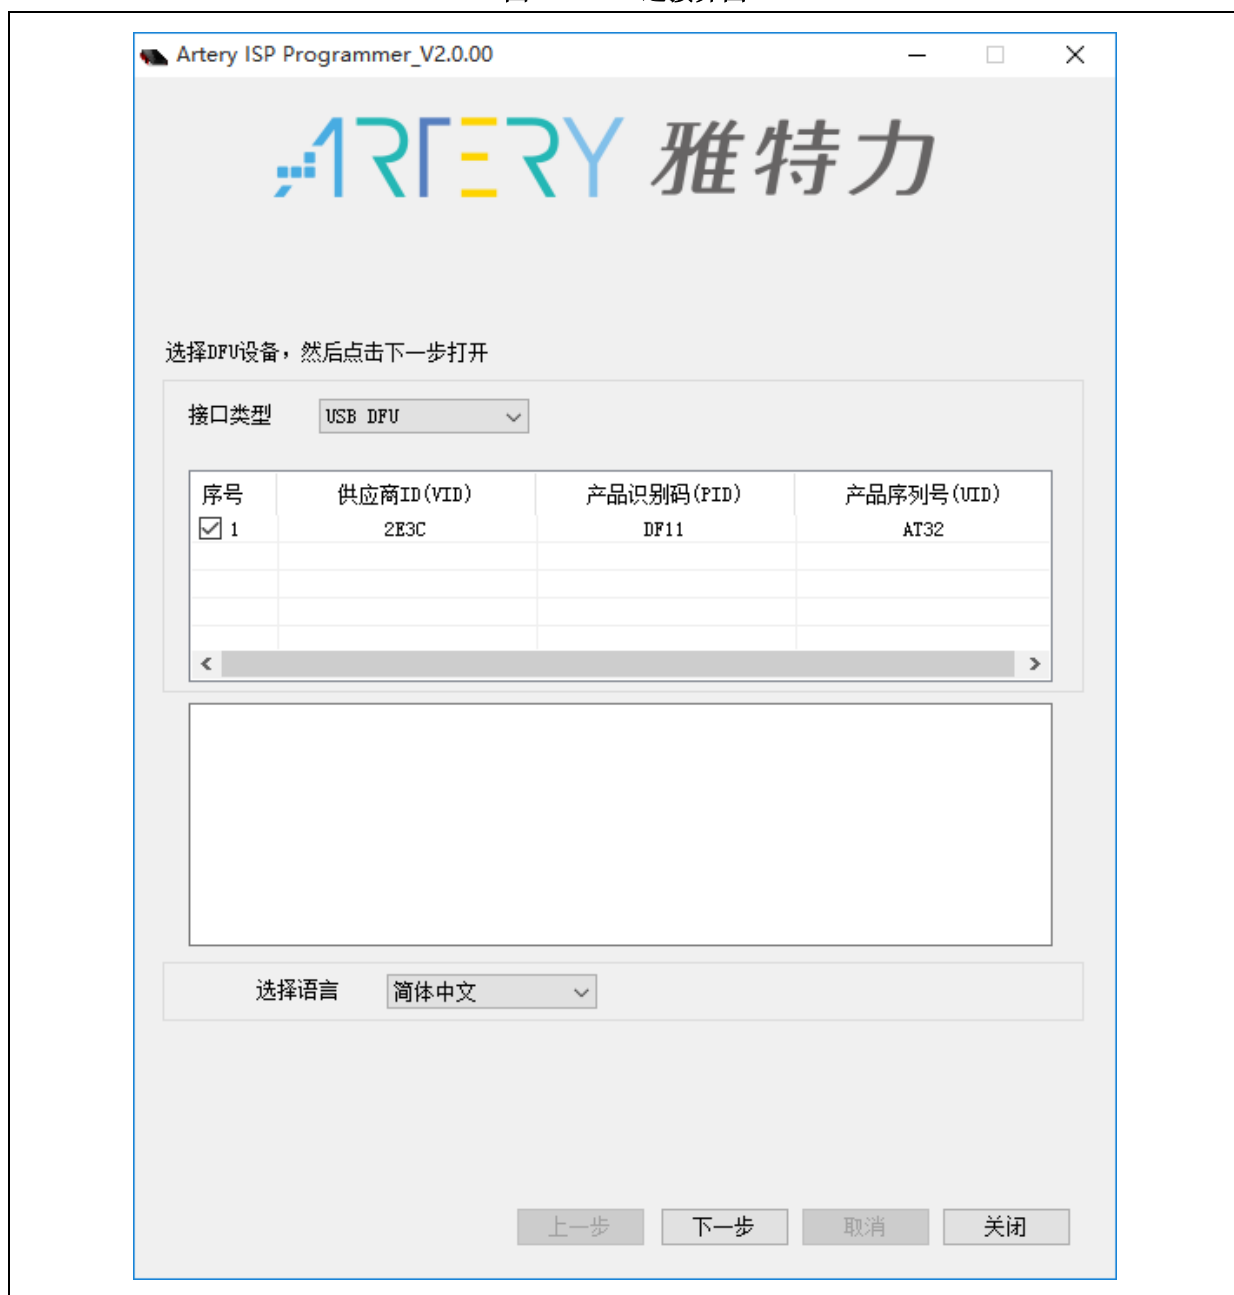 Artery ISP Programmer_V2.0.00
ARTERY 雅特力
选择DFU设备，然后点击下一步打开
接口类型 USB DFU
序号 供应商ID(VID) 产品识别码(PID) 产品序列号(UID)
1 2E3C DF11 AT32
选择语言 简体中文
上一步 下一步 取消 关闭